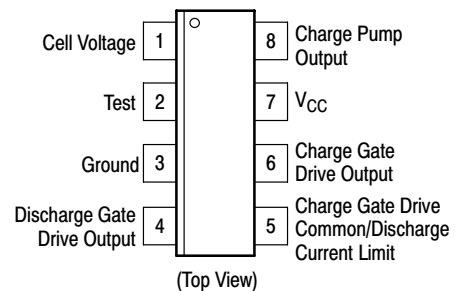 Cell Voltage 1
8 Charge Pump
Output
Test 2
7 VCC
Ground 3
6 Charge Gate
Drive Output
Discharge Gate
Drive Output 4
5 Charge Gate Drive
Common/Discharge
Current Limit
(Top View)